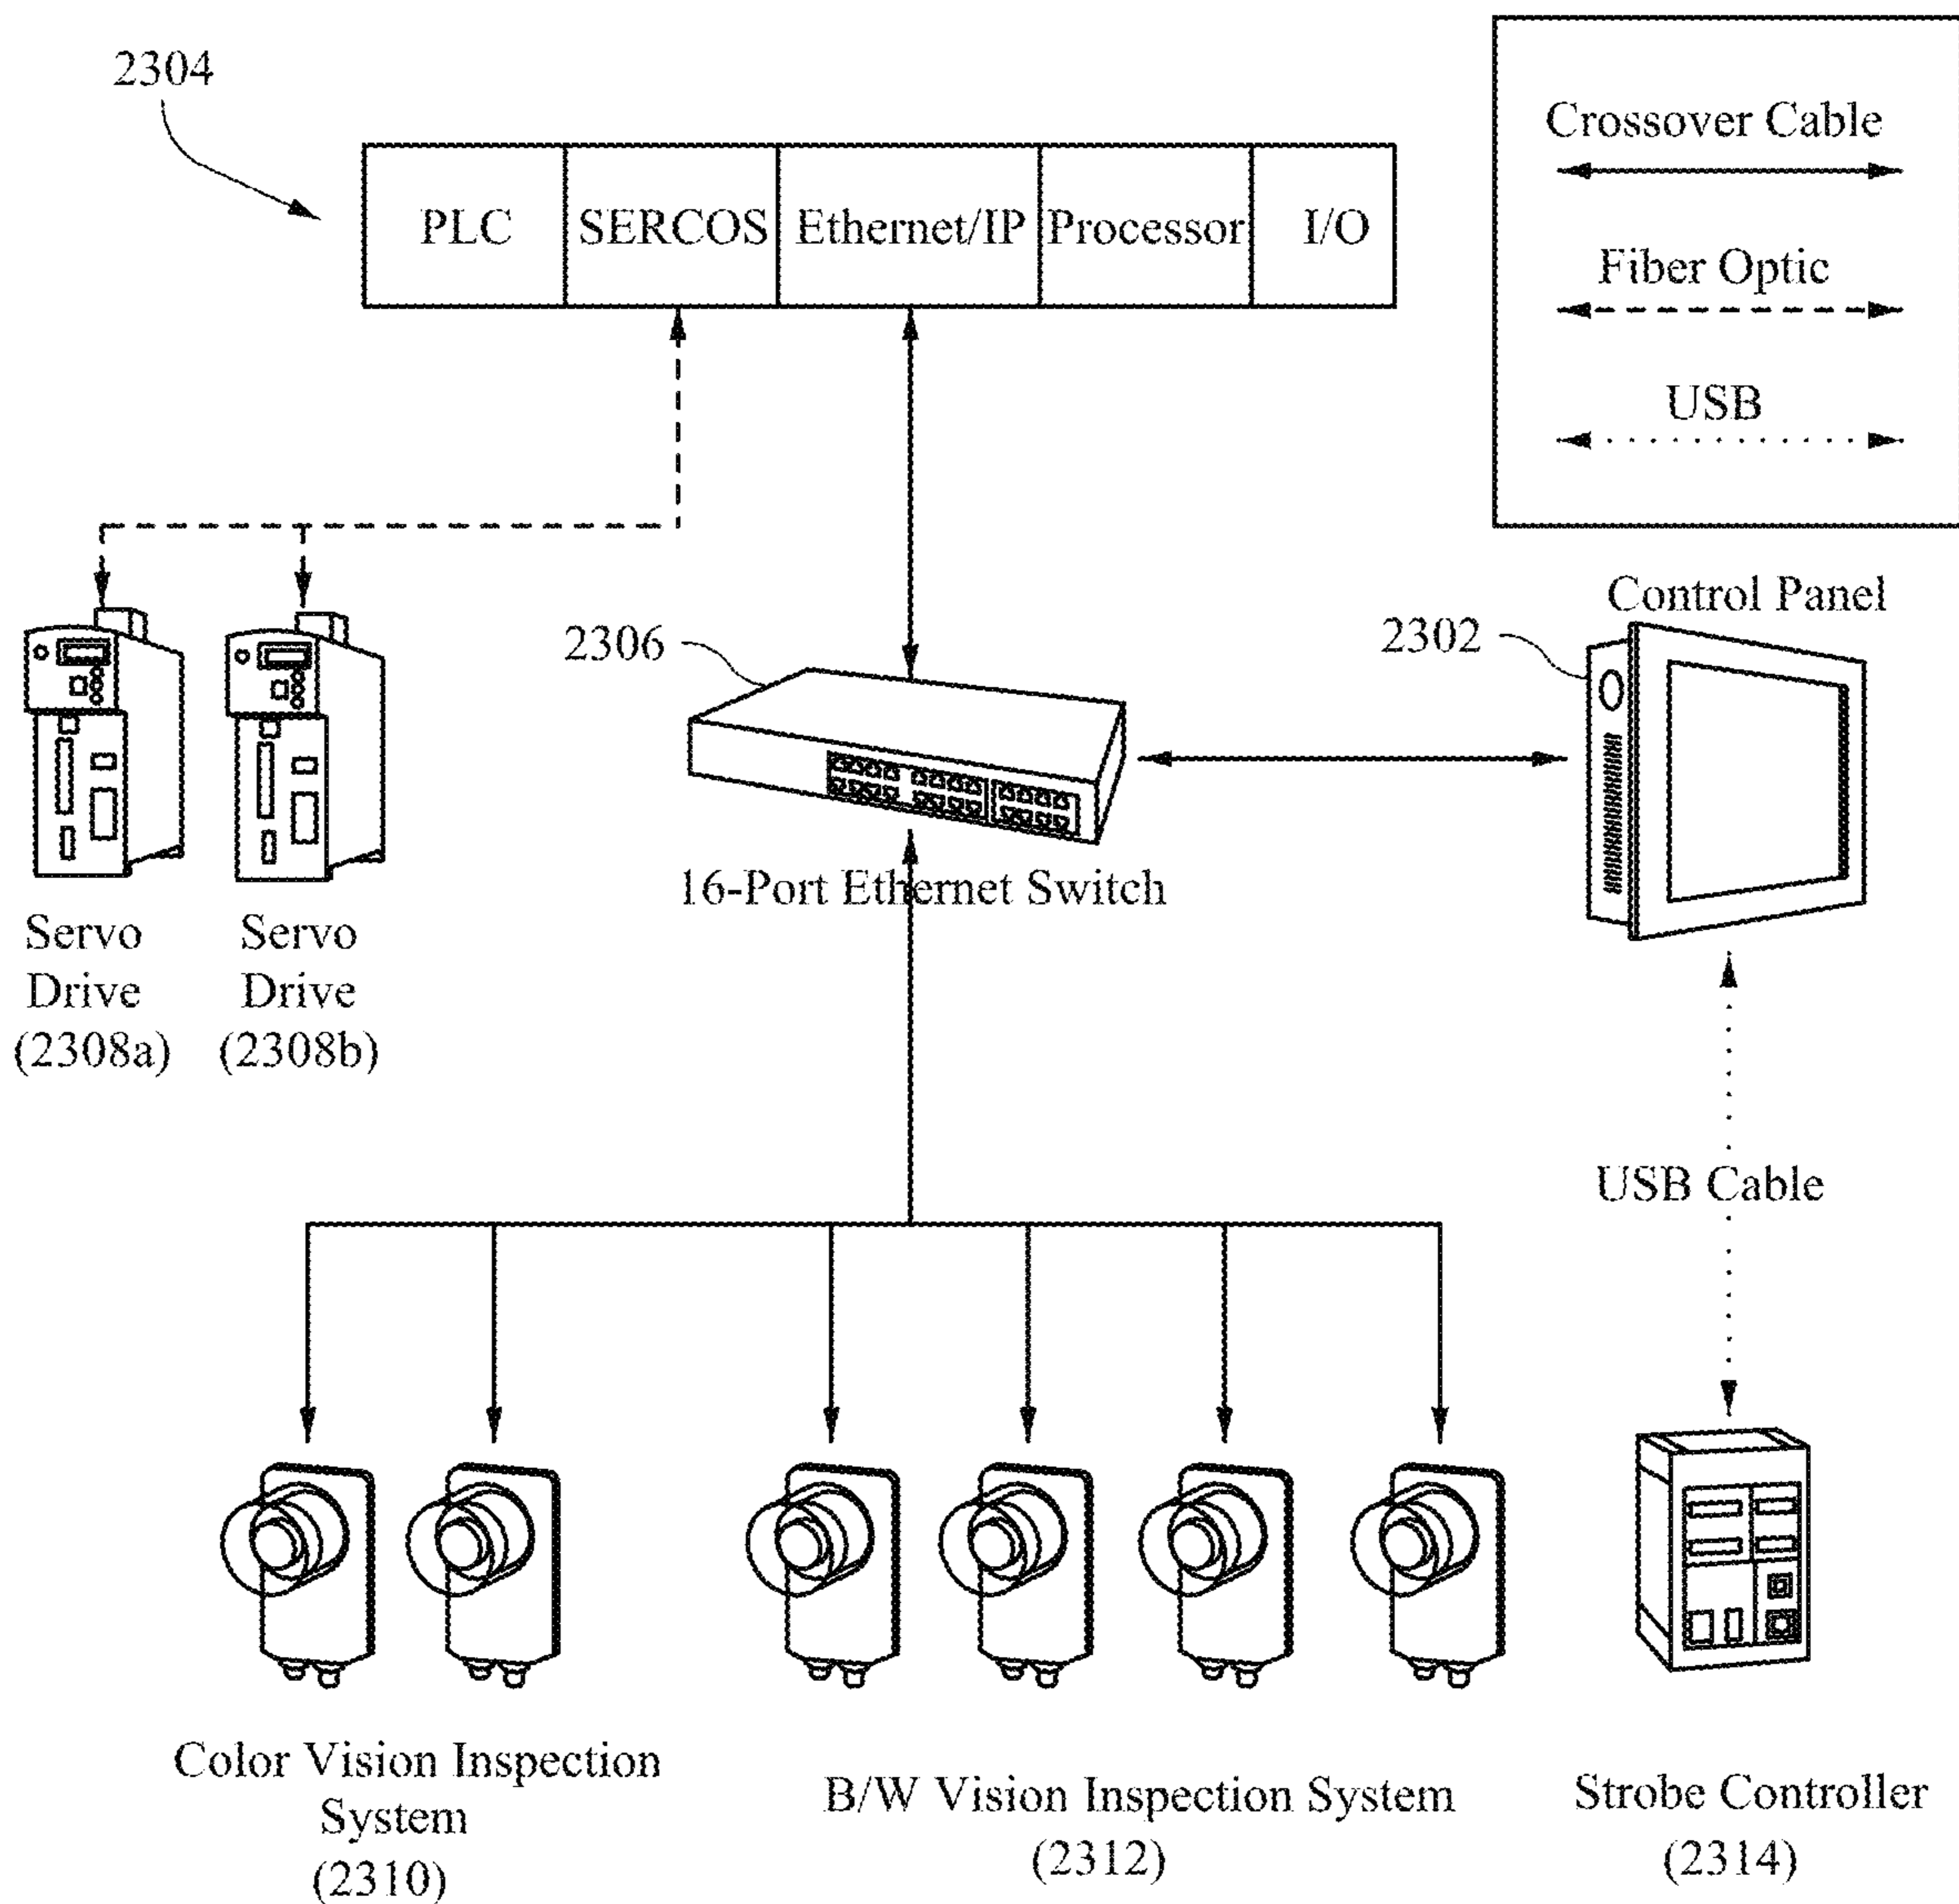 2304
PLC SERCOS Ethernet/IP Processor I/O
Crossover Cable
Fiber Optic
USB
Control Panel
2306
2302
16-Port Ethernet Switch
Servo
Drive
(2308a)
Servo
Drive
(2308b)
USB Cable
Color Vision Inspection
System
(2310)
B/W Vision Inspection System
(2312)
Strobe Controller
(2314)